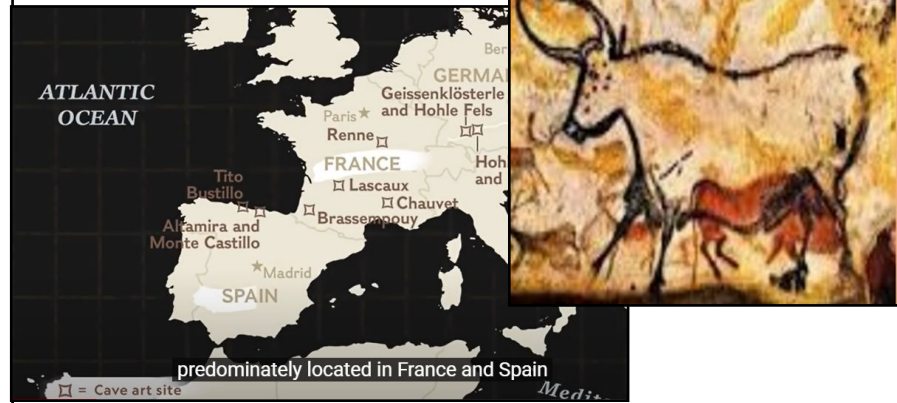 ATLANTIC
OCEAN
GERMA
Geissenklösterle
and Hohle Fels
Paris
Renne
FRANCE
Hoh
and
Tito
Bustillo
Lascaux
Chauvet
Brassempouy
Altamira and
Monte Castillo
Madrid
SPAIN
predominately located in France and Spain
= Cave art site